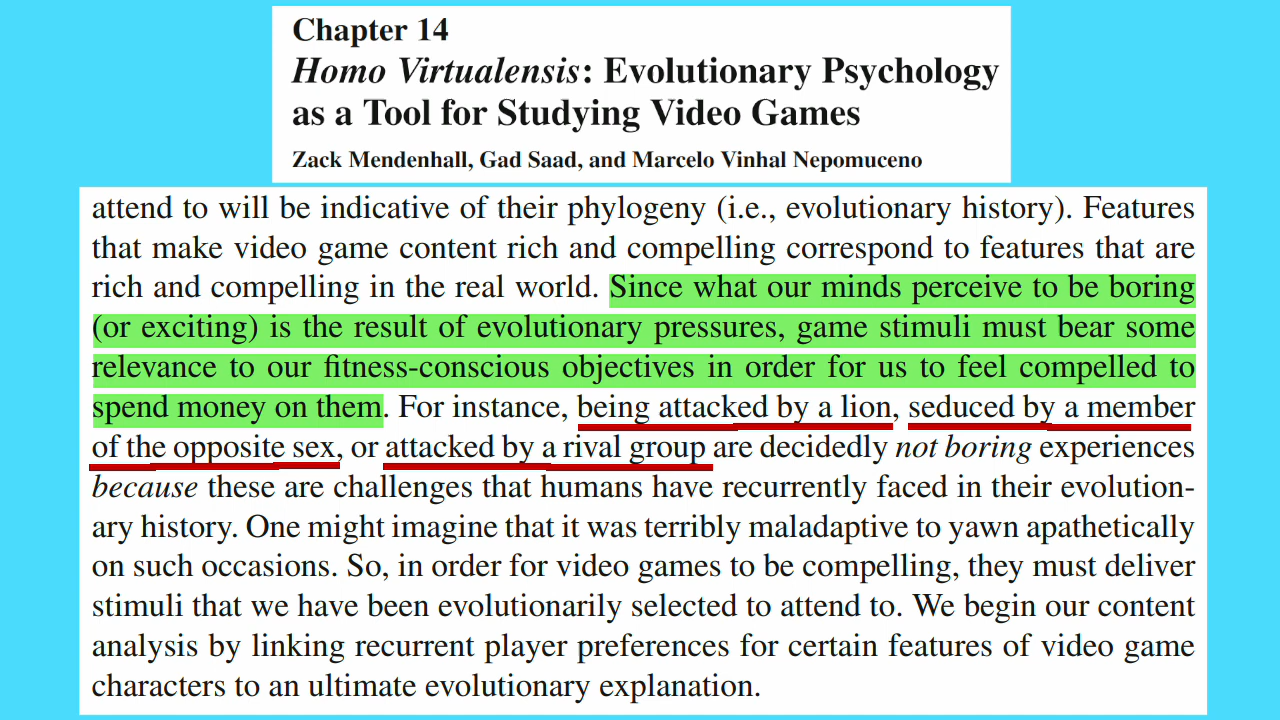 Chapter 14
Homo Virtualensis: Evolutionary Psychology
as a Tool for Studying Video Games
Zack Mendenhall, Gad Saad, and Marcelo Vinhal Nepomuceno
attend to will be indicative of their phylogeny (i.e., evolutionary history). Features
that make video game content rich and compelling correspond to features that are
rich and compelling in the real world. Since what our minds perceive to be boring
(or exciting) is the result of evolutionary pressures, game stimuli must bear some
relevance to our fitness-conscious objectives in order for us to feel compelled to
spend money on them. For instance, being attacked by a lion, seduced by a member
of the opposite sex, or attacked by a rival group are decidedly not boring experiences
because these are challenges that humans have recurrently faced in their evolution-
ary history. One might imagine that it was terribly maladaptive to yawn apathetically
on such occasions. So, in order for video games to be compelling, they must deliver
stimuli that we have been evolutionarily selected to attend to. We begin our content
analysis by linking recurrent player preferences for certain features of video game
characters to an ultimate evolutionary explanation.